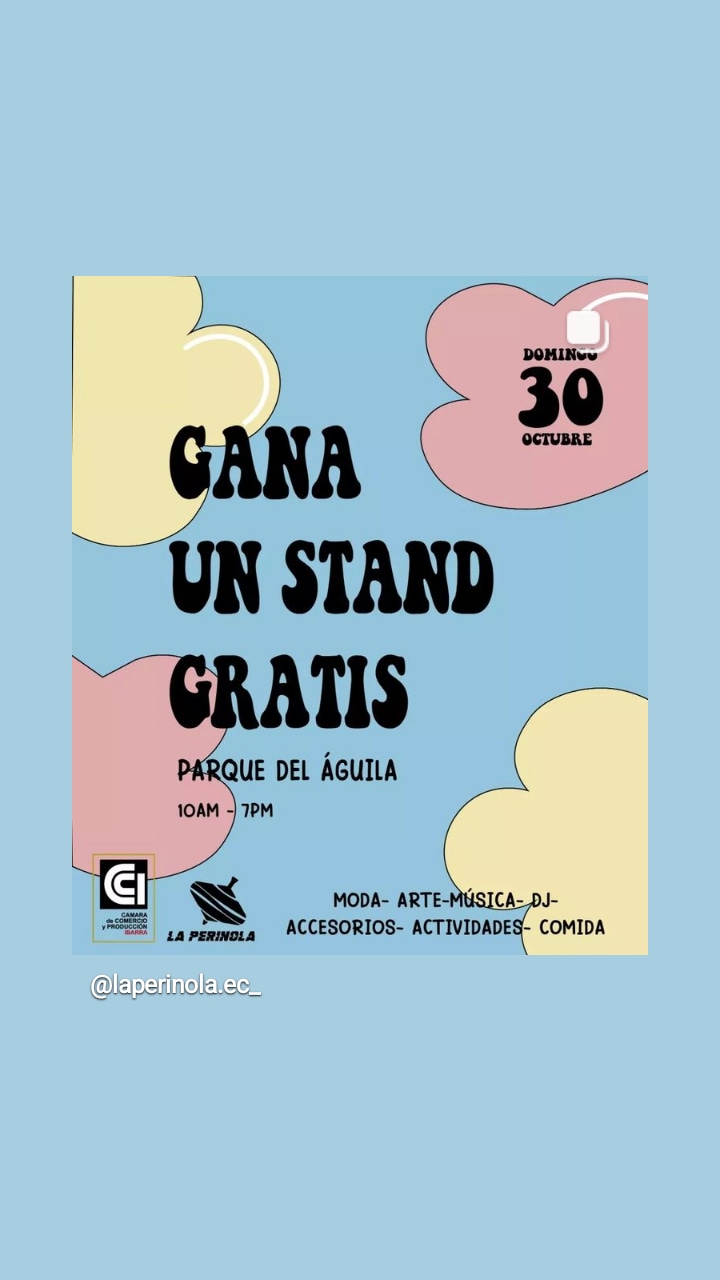 DOMINGO
30
OCTUBRE
GANA
UN STAND
GRATIS
PARQUE DEL ÁGUILA
10AM - 7PM
CCI
CAMARA
de COMERCIO
y PRODUCCIÓN
IBARRA
LA PERINOLA
MODA- ARTE-MÚSICA- DJ-
ACCESORIOS- ACTIVIDADES- COMIDA
@laperinola.ec_